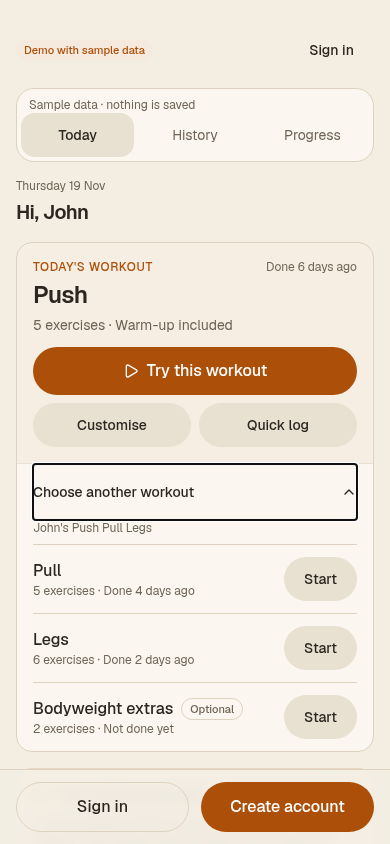 Demo with sample data
Sign in
Sample data · nothing is saved
Today
History
Progress
Thursday 19 Nov
Hi, John
TODAY'S WORKOUT
Done 6 days ago
Push
5 exercises · Warm-up included
Try this workout
Customise
Quick log
Choose another workout
John's Push Pull Legs
Pull
5 exercises · Done 4 days ago
Start
Legs
6 exercises · Done 2 days ago
Start
Bodyweight extras
Optional
2 exercises · Not done yet
Start
Sign in
Create account